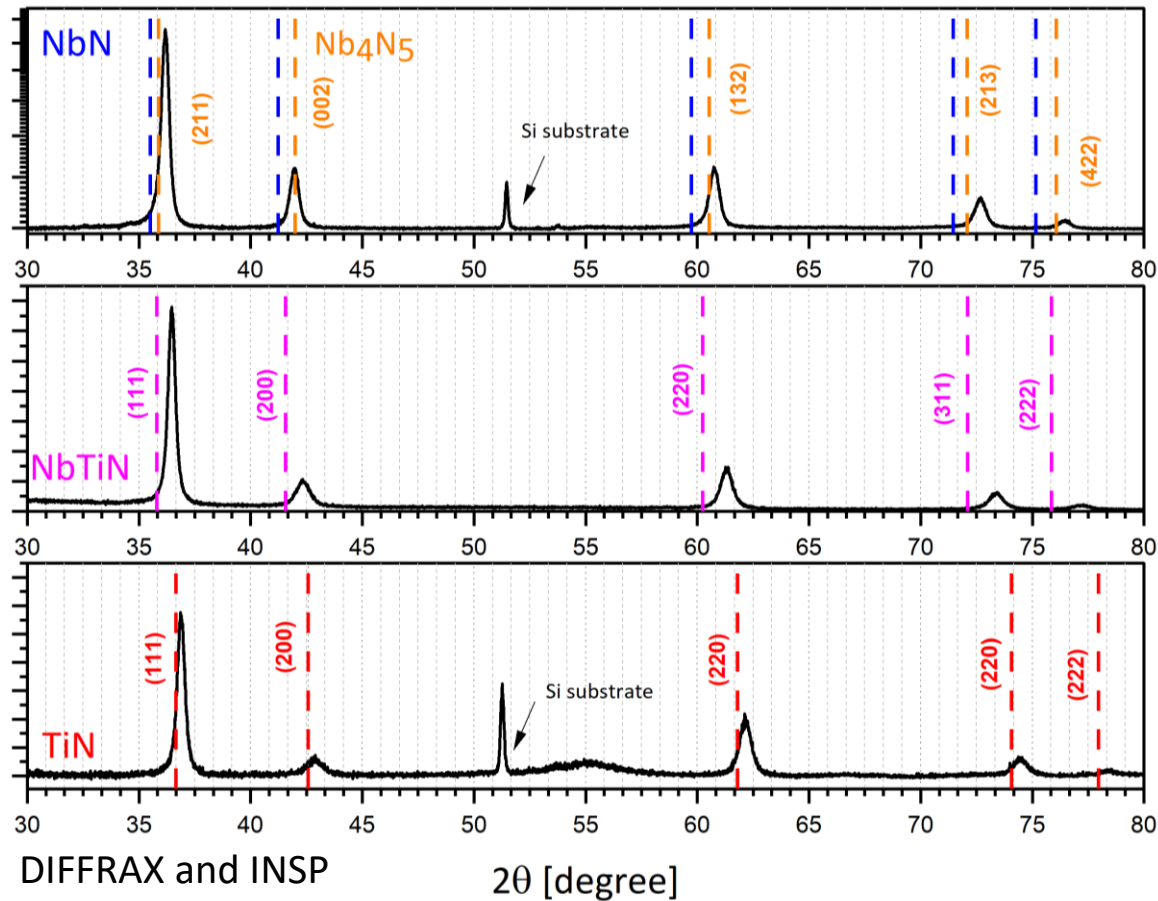 NbN
Nb4N5
(211)
(002)
Si substrate
(132)
(213)
(422)
30 35 40 45 50 55 60 65 70 75 80
(111)
(200)
(220)
(311)
(222)
NbTiN
30 35 40 45 50 55 60 65 70 75 80
(111)
(200)
(220)
(220)
(222)
Si substrate
TiN
30 35 40 45 50 55 60 65 70 75 80
DIFFRAX and INSP
2θ [degree]